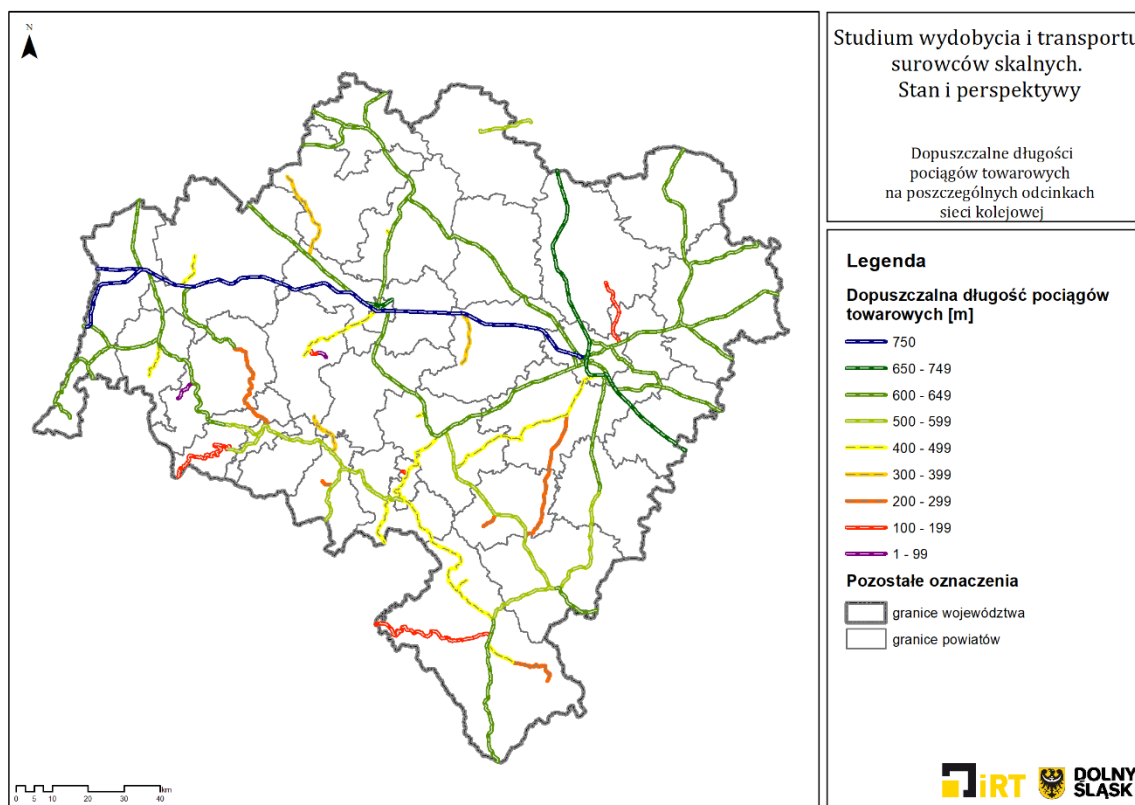 N
Studium wydobycia i transportu
surowców skalnych.
Stan i perspektywy
Dopuszczalne długości
pociągów towarowych
na poszczególnych odcinkach
sieci kolejowej
Legenda
Dopuszczalna długość pociągów
towarowych [m]
750
650 - 749
600 - 649
500 - 599
400 - 499
300 - 399
200 - 299
100 - 199
1 - 99
Pozostałe oznaczenia
granice województwa
granice powiatów
km
0 5 10 20 30 40
iRT
DOLNY
ŚLĄSK